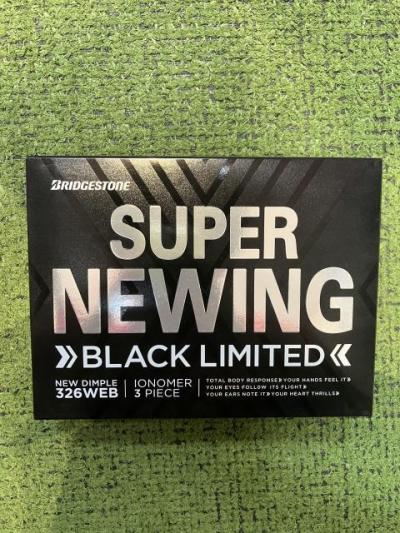 BRIDGESTONE
SUPER
NEWING
»BLACK LIMITED«
NEW DIMPLE
326WEB
IONOMER
3 PIECE
TOTAL BODY RESPONSE» YOUR HANDS FEEL IT»
YOUR EYES FOLLOW ITS FLIGHT»
YOUR EARS NOTE IT» YOUR HEART THRILLS»